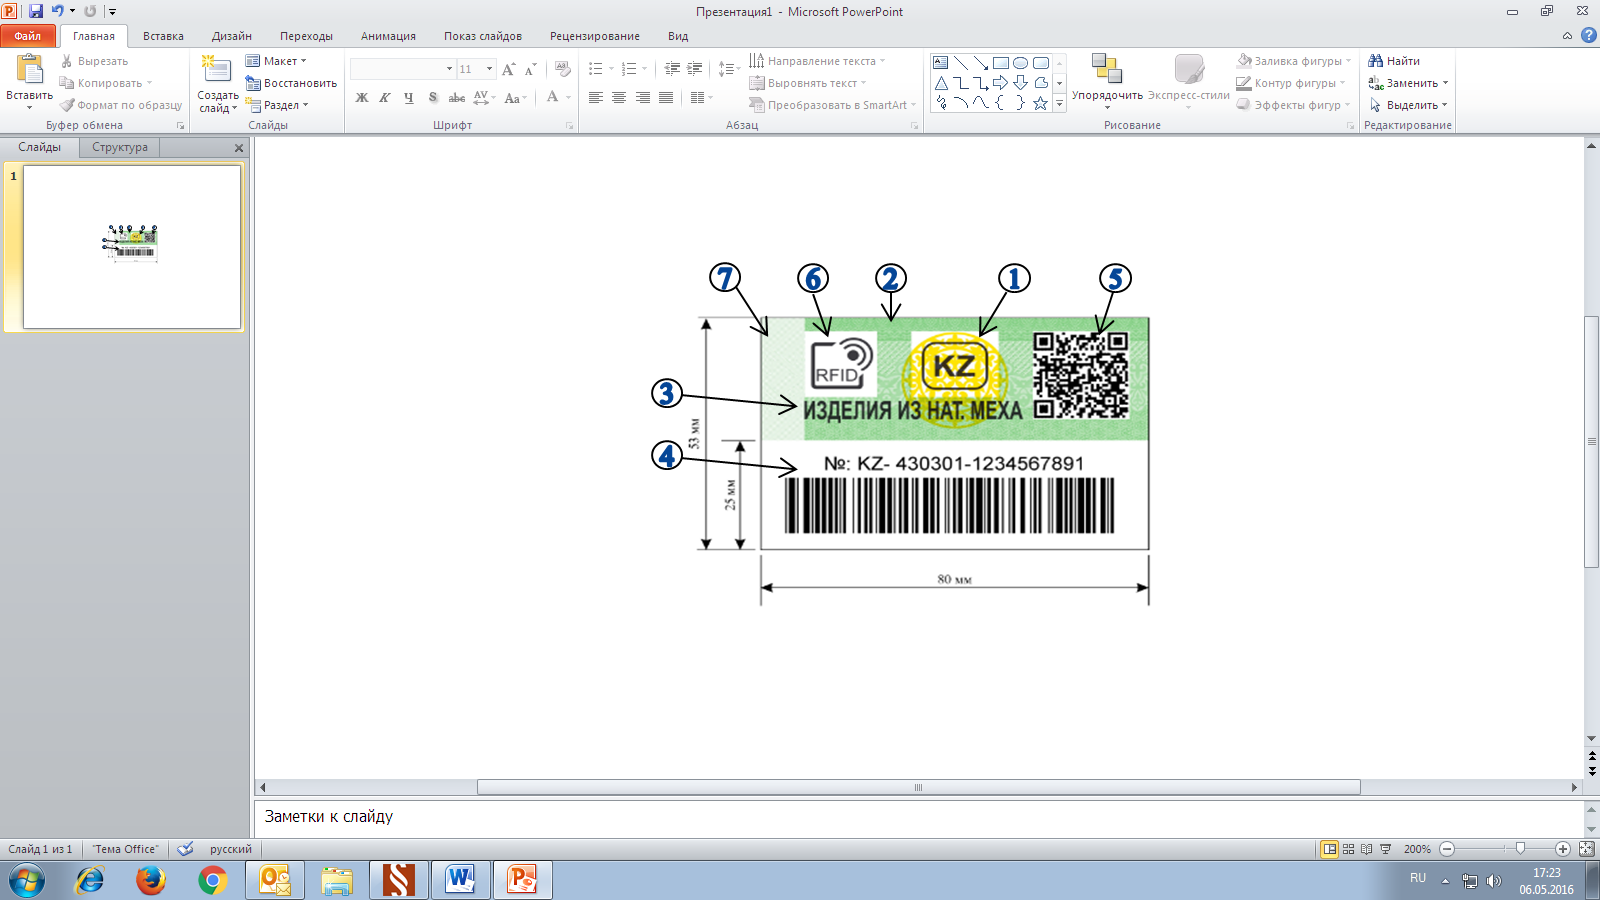 Презентация1 - Microsoft PowerPoint
Файл Главная Вставка Дизайн Переходы Анимация Показ слайдов Рецензирование Вид
Вставить
Вырезать
Копировать
Формат по образцу
Буфер обмена
Создать слайд
Макет
Восстановить
Раздел
Слайды
11
Ж К Ч S abc AV Aa A
Шрифт
Направление текста
Выровнять текст
Преобразовать в SmartArt
Абзац
Упорядочить
Экспресс-стили
Заливка фигуры
Контур фигуры
Эффекты фигур
Рисование
Найти
Заменить
Выделить
Редактирование
Слайды Структура
1
7 6 2 1 5
RFID
KZ
3
ИЗДЕЛИЯ ИЗ НАТ. МЕХА
53 мм
4
№: KZ- 430301-1234567891
25 мм
80 мм
Заметки к слайду
Слайд 1 из 1 "Тема Office" русский 200%
RU
17:23
06.05.2016